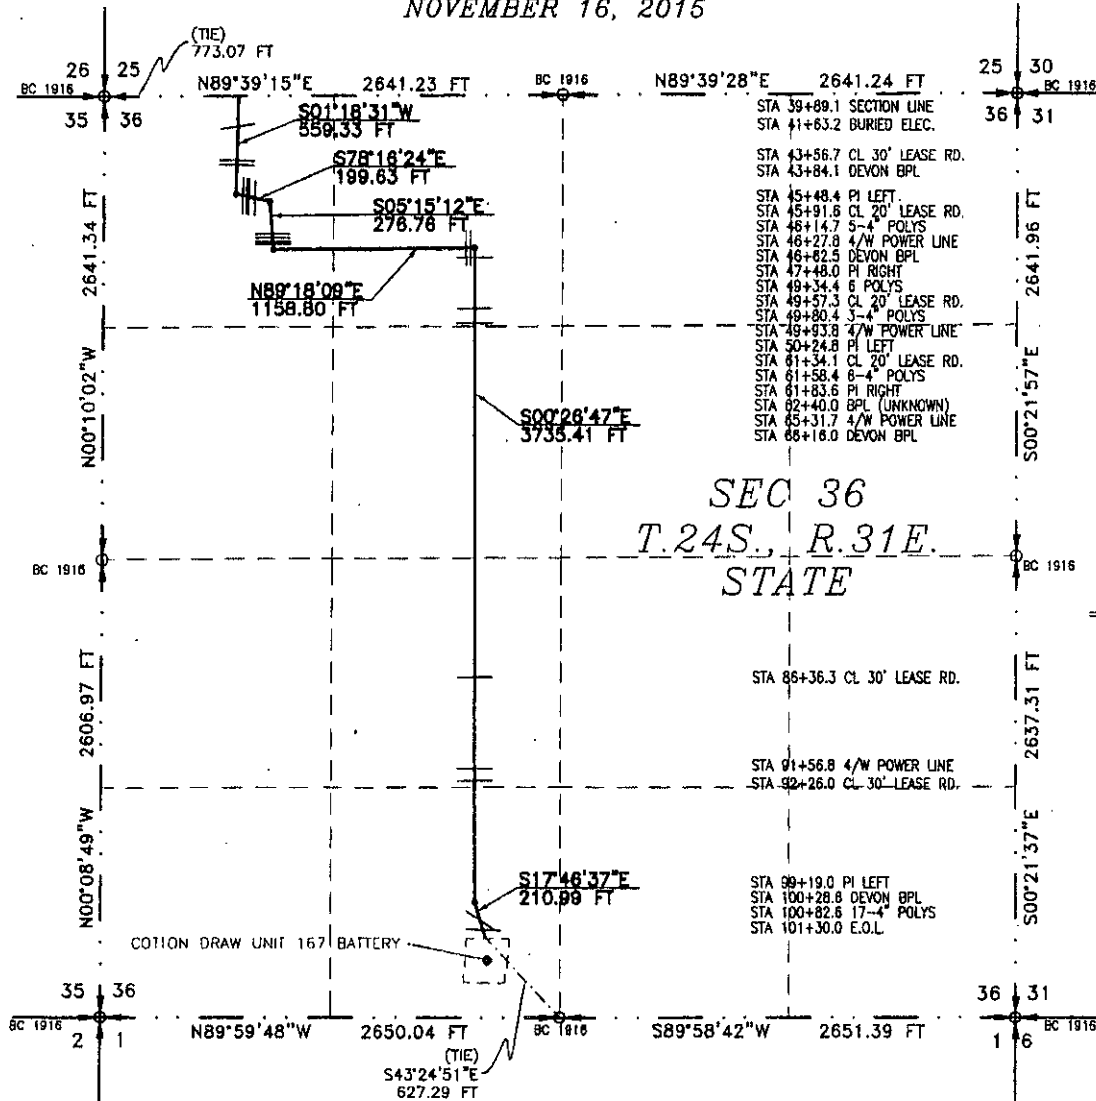 NOVEMBER 16, 2015
(TIE)
773.07 FT
26 25
BC 1916
35 36
N89°39'15"E 2641.23 FT
BC 1916
N89°39'28"E 2641.24 FT
25 30
BC 1916
36 31
S01°18'31"W
559.33 FT
S78°16'24"E
199.63 FT
S05°15'12"E
276.76 FT
N89°18'09"E
1158.80 FT
STA 39+89.1 SECTION LINE
STA 41+63.2 BURIED ELEC.
STA 43+56.7 CL 30' LEASE RD.
STA 43+84.1 DEVON BPL
STA 45+48.4 PI LEFT
STA 45+91.6 CL 20' LEASE RD.
STA 46+14.7 5-4" POLYS
STA 46+27.8 4/W POWER LINE
STA 46+62.5 DEVON BPL
STA 47+48.0 PI RIGHT
STA 49+34.4 6 POLYS
STA 49+57.3 CL 20' LEASE RD.
STA 49+80.4 3-4" POLYS
STA 49+93.8 4/W POWER LINE
STA 50+24.8 PI LEFT
STA 61+34.1 CL 20' LEASE RD.
STA 61+58.4 6-4" POLYS
STA 61+83.6 PI RIGHT
STA 62+40.0 BPL (UNKNOWN)
STA 65+31.7 4/W POWER LINE
STA 66+16.0 DEVON BPL
2641.34 FT
N00°10'02"W
2641.96 FT
S00°21'57"E
S00°26'47"E
3735.41 FT
SEC 36
T.24S., R.31E.
STATE
BC 1916
BC 1916
STA 86+36.3 CL 30' LEASE RD.
STA 91+56.8 4/W POWER LINE
STA 92+26.0 CL 30' LEASE RD.
2606.97 FT
N00°08'49"W
2637.31 FT
S00°21'37"E
S17°46'37"E
210.99 FT
STA 99+19.0 PI LEFT
STA 100+28.6 DEVON BPL
STA 100+82.6 17-4" POLYS
STA 101+30.0 E.O.L
COTTON DRAW UNIT 167 BATTERY
35 36
BC 1916
2 1
N89°59'48"W 2650.04 FT
BC 1916
S89°58'42"W 2651.39 FT
36 31
BC 1916
1 6
(TIE)
S43°24'51"E
627.29 FT